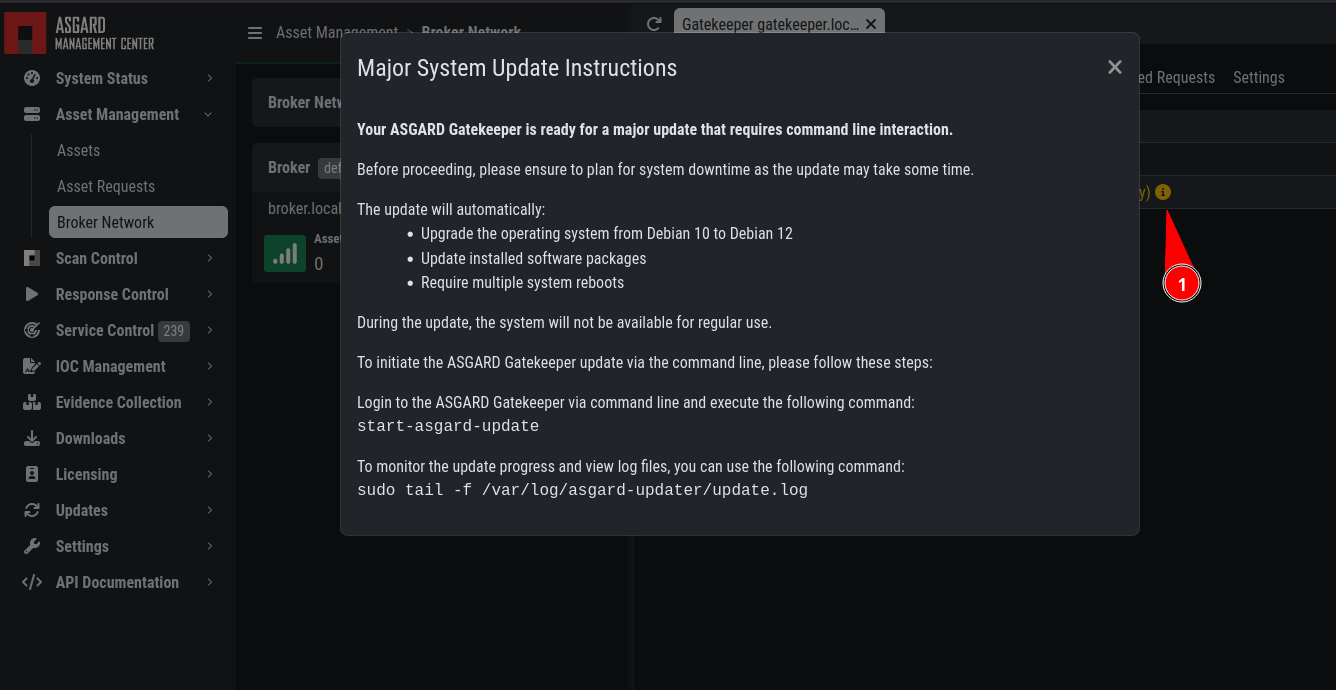 ASGARD
MANAGEMENT CENTER
System Status
Asset Management
Assets
Asset Requests
Broker Network
Scan Control
Response Control
Service Control 239
IOC Management
Evidence Collection
Downloads
Licensing
Updates
Settings
API Documentation
Asset Management > Broker Network
Broker
broker.local
0
Gatekeeper gatekeeper.loc...
Requests Settings
Major System Update Instructions
Your ASGARD Gatekeeper is ready for a major update that requires command line interaction.
Before proceeding, please ensure to plan for system downtime as the update may take some time.
The update will automatically:
• Upgrade the operating system from Debian 10 to Debian 12
• Update installed software packages
• Require multiple system reboots
During the update, the system will not be available for regular use.
To initiate the ASGARD Gatekeeper update via the command line, please follow these steps:
Login to the ASGARD Gatekeeper via command line and execute the following command:
start-asgard-update
To monitor the update progress and view log files, you can use the following command:
sudo tail -f /var/log/asgard-updater/update.log
1